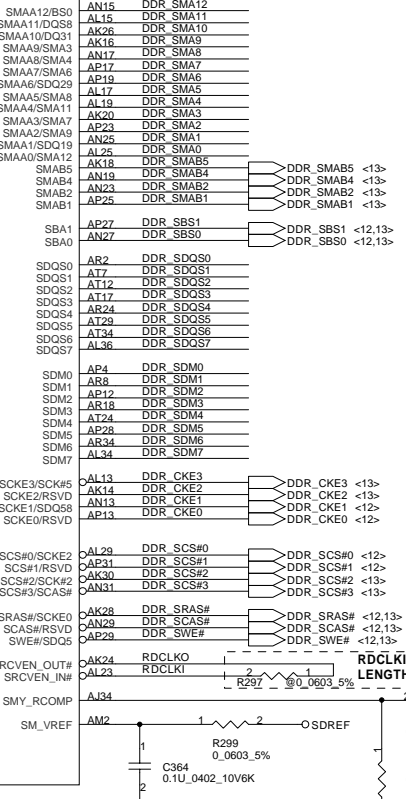 SMAA12/BS0 AN15 DDR_SMA12
SMAA11/DQS8 AL15 DDR_SMA11
SMAA10/DQ31 AK26 DDR_SMA10
SMAA9/SMA3 AK16 DDR_SMA9
SMAA8/SMA4 AN17 DDR_SMA8
SMAA7/SMA6 AP17 DDR_SMA7
SMAA6/SDQ29 AP19 DDR_SMA6
SMAA5/SMA8 AL17 DDR_SMA5
SMAA4/SMA11 AL19 DDR_SMA4
SMAA3/SMA7 AK20 DDR_SMA3
SMAA2/SMA9 AP23 DDR_SMA2
SMAA1/SDQ19 AN25 DDR_SMA1
SMAA0/SMA12 AL25 DDR_SMA0
SMAB5 AK18 DDR_SMAB5 DDR_SMAB5 <13>
SMAB4 AN19 DDR_SMAB4 DDR_SMAB4 <13>
SMAB2 AN23 DDR_SMAB2 DDR_SMAB2 <13>
SMAB1 AP25 DDR_SMAB1 DDR_SMAB1 <13>
SBA1 AP27 DDR_SBS1 DDR_SBS1 <12,13>
SBA0 AN27 DDR_SBS0 DDR_SBS0 <12,13>
SDQS0 AR2 DDR_SDQS0
SDQS1 AT7 DDR_SDQS1
SDQS2 AT12 DDR_SDQS2
SDQS3 AT17 DDR_SDQS3
SDQS4 AR24 DDR_SDQS4
SDQS5 AT29 DDR_SDQS5
SDQS6 AT34 DDR_SDQS6
SDQS7 AL36 DDR_SDQS7
SDM0 AP4 DDR_SDM0
SDM1 AR8 DDR_SDM1
SDM2 AP12 DDR_SDM2
SDM3 AR18 DDR_SDM3
SDM4 AT24 DDR_SDM4
SDM5 AP28 DDR_SDM5
SDM6 AR34 DDR_SDM6
SDM7 AL34 DDR_SDM7
SCKE3/SCK#5 AL13 DDR_CKE3 DDR_CKE3 <13>
SCKE2/RSVD AK14 DDR_CKE2 DDR_CKE2 <13>
SCKE1/SDQ58 AN13 DDR_CKE1 DDR_CKE1 <12>
SCKE0/RSVD AP13 DDR_CKE0 DDR_CKE0 <12>
SCS#0/SCKE2 AL29 DDR_SCS#0 DDR_SCS#0 <12>
SCS#1/RSVD AP31 DDR_SCS#1 DDR_SCS#1 <12>
SCS#2/SCK#2 AK30 DDR_SCS#2 DDR_SCS#2 <13>
SCS#3/SCAS# AN31 DDR_SCS#3 DDR_SCS#3 <13>
SRAS#/SCKE0 AK28 DDR_SRAS# DDR_SRAS# <12,13>
SCAS#/RSVD AN29 DDR_SCAS# DDR_SCAS# <12,13>
SWE#/SDQ5 AP29 DDR_SWE# DDR_SWE# <12,13>
RCVEN_OUT# AK24 RDCLKO RDCLKI
SRCVEN_IN# AL23 RDCLKI 2 1 LENGTH
R297 @0_0603_5%
SMY_RCOMP AJ34 2
SM_VREF AM2 1 2 SDREF
R299
0_0603_5%
1
C364
0.1U_0402_10V6K
2
1